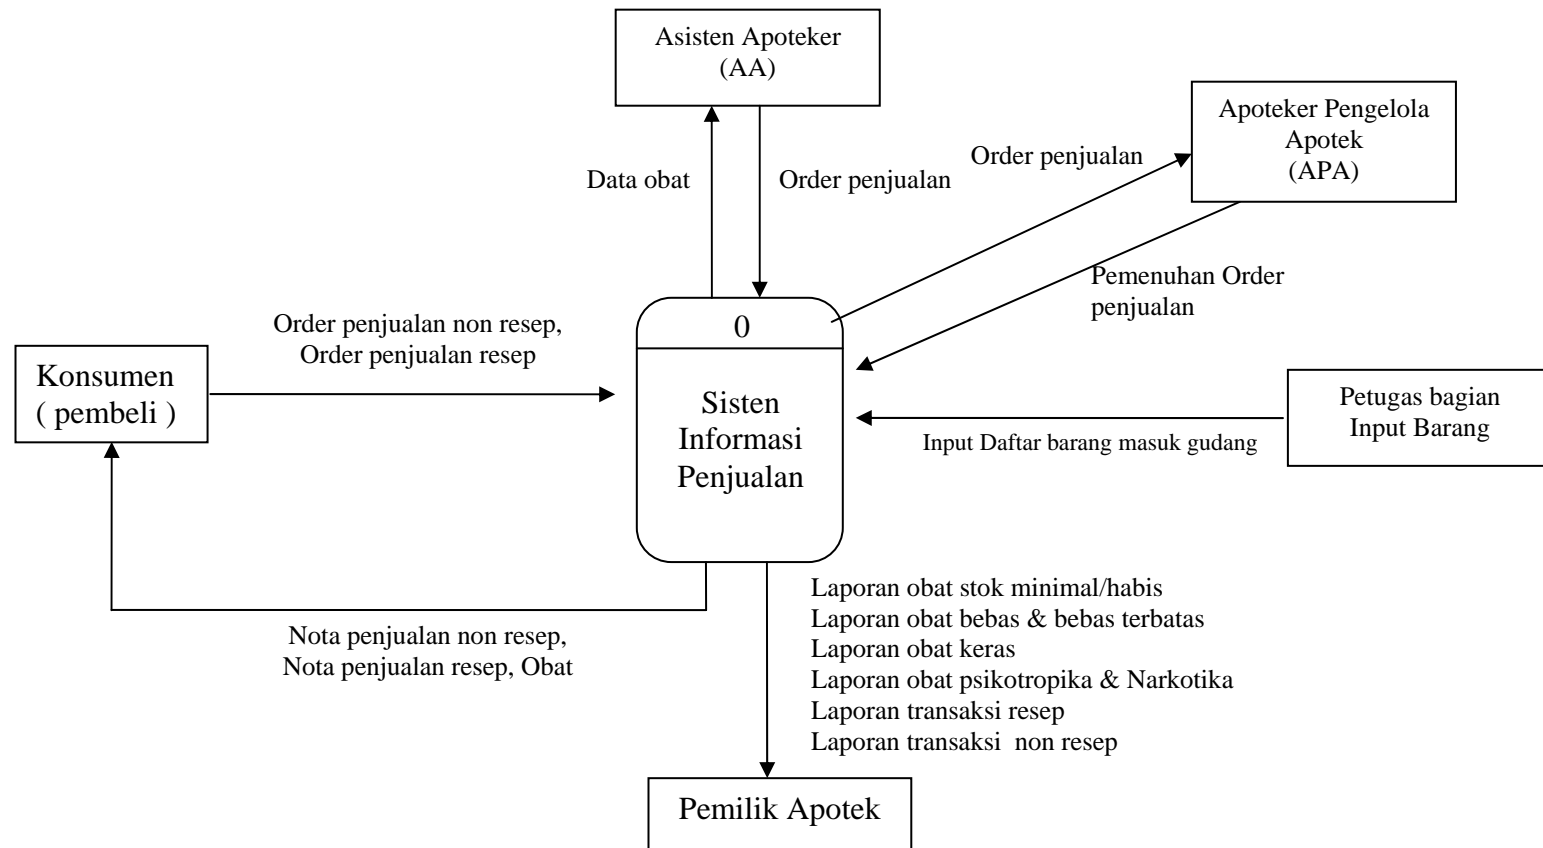 Asisten Apoteker
(AA)
Apoteker Pengelola
Apotek
(APA)
Order penjualan
Data obat
Order penjualan
Pemenuhan Order
penjualan
Order penjualan non resep,
Order penjualan resep
0
Konsumen
( pembeli )
Sisten
Informasi
Penjualan
Petugas bagian
Input Barang
Input Daftar barang masuk gudang
Nota penjualan non resep,
Nota penjualan resep, Obat
Laporan obat stok minimal/habis
Laporan obat bebas & bebas terbatas
Laporan obat keras
Laporan obat psikotropika & Narkotika
Laporan transaksi resep
Laporan transaksi  non resep
Pemilik Apotek